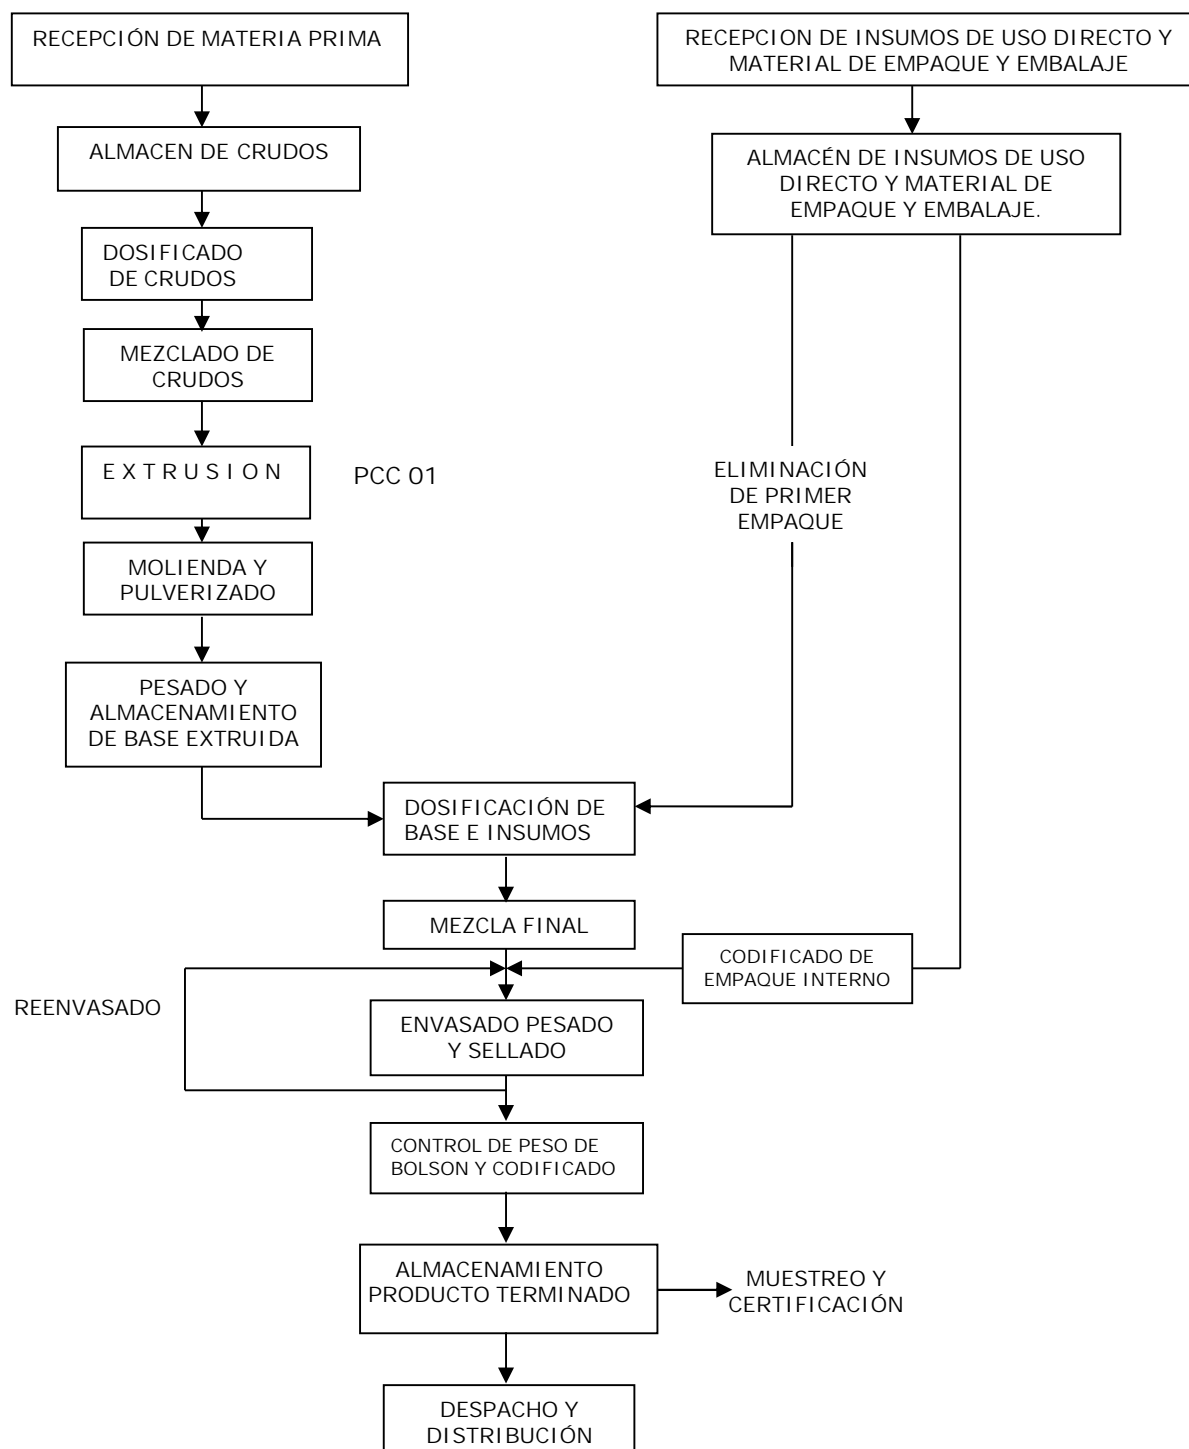 RECEPCIÓN DE MATERIA PRIMA
RECEPCION DE INSUMOS DE USO DIRECTO Y
MATERIAL DE EMPAQUE Y EMBALAJE
ALMACEN DE CRUDOS
ALMACÉN DE INSUMOS DE USO
DIRECTO Y MATERIAL DE
EMPAQUE Y EMBALAJE.
DOSIFICADO
DE CRUDOS
MEZCLADO DE
CRUDOS
EXTRUSION
PCC 01
ELIMINACIÓN
DE PRIMER
EMPAQUE
MOLIENDA Y
PULVERIZADO
PESADO Y
ALMACENAMIENTO
DE BASE EXTRUIDA
DOSIFICACIÓN DE
BASE E INSUMOS
MEZCLA FINAL
CODIFICADO DE
EMPAQUE INTERNO
REENVASADO
ENVASADO PESADO
Y SELLADO
CONTROL DE PESO DE
BOLSON Y CODIFICADO
ALMACENAMIENTO
PRODUCTO TERMINADO
MUESTREO Y
CERTIFICACIÓN
DESPACHO Y
DISTRIBUCIÓN